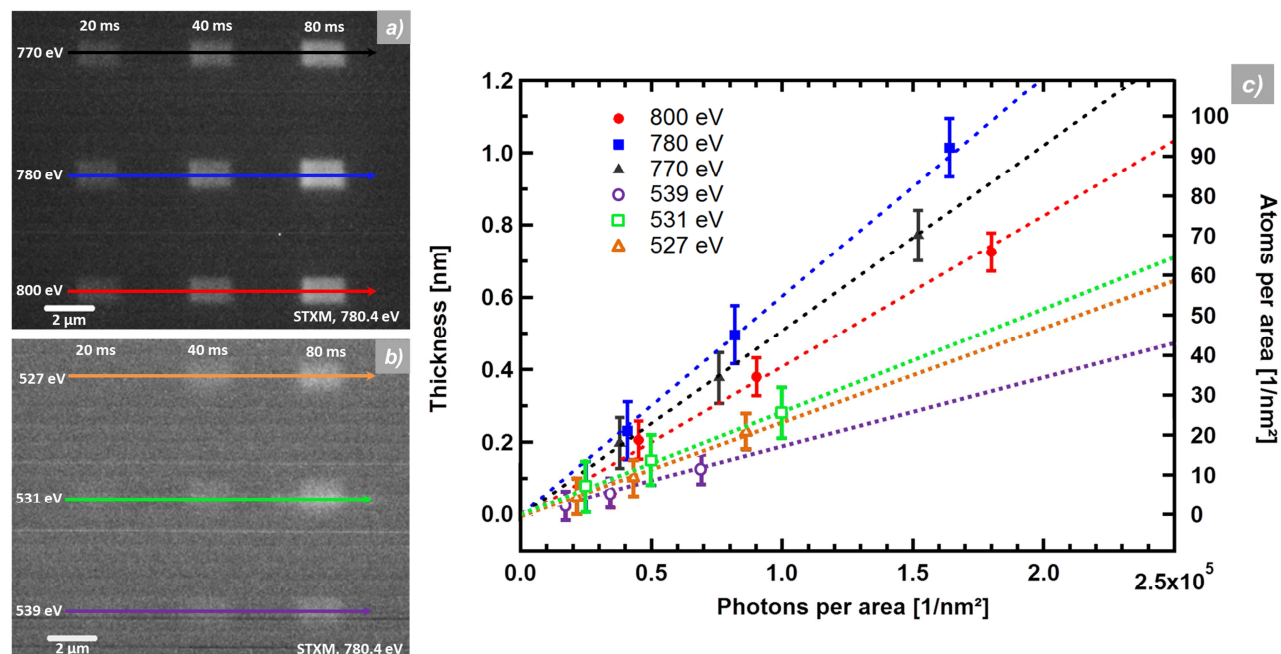 20 ms 40 ms 80 ms a)
770 eV
780 eV
800 eV
2 µm STXM, 780.4 eV
20 ms 40 ms 80 ms b)
527 eV
531 eV
539 eV
2 µm STXM, 780.4 eV
c)
Thickness [nm]
1.2
1.0
0.8
0.6
0.4
0.2
0.0
800 eV
780 eV
770 eV
539 eV
531 eV
527 eV
100
90
80
70
60
50
40
30
20
10
0
Atoms per area [1/nm²]
0.0 0.5 1.0 1.5 2.0 2.5x10⁵
Photons per area [1/nm²]